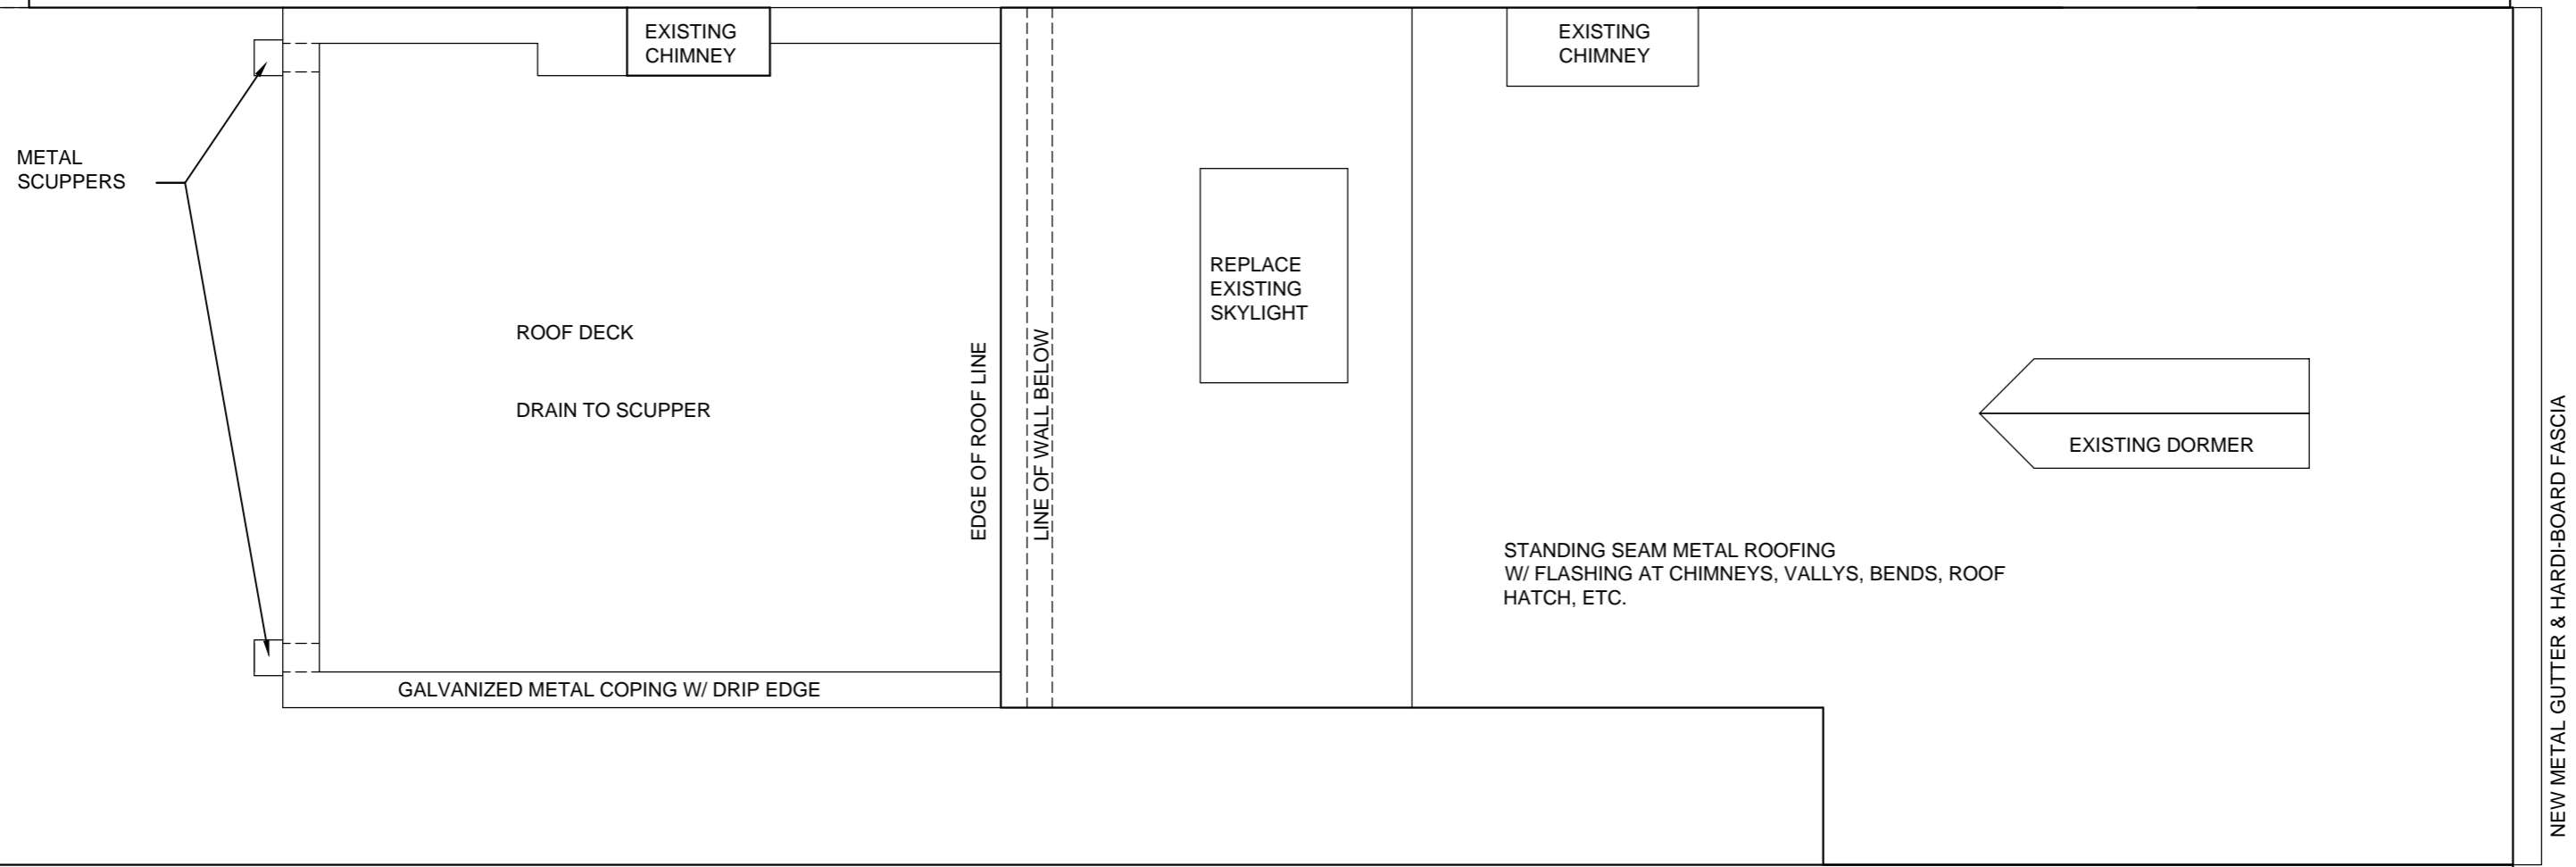 EXISTING
CHIMNEY
EXISTING
CHIMNEY
METAL
SCUPPERS
REPLACE
EXISTING
SKYLIGHT
ROOF DECK
DRAIN TO SCUPPER
EDGE OF ROOF LINE
LINE OF WALL BELOW
EXISTING DORMER
STANDING SEAM METAL ROOFING
W/ FLASHING AT CHIMNEYS, VALLYS, BENDS, ROOF
HATCH, ETC.
GALVANIZED METAL COPING W/ DRIP EDGE
NEW METAL GUTTER & HARDI-BOARD FASCIA